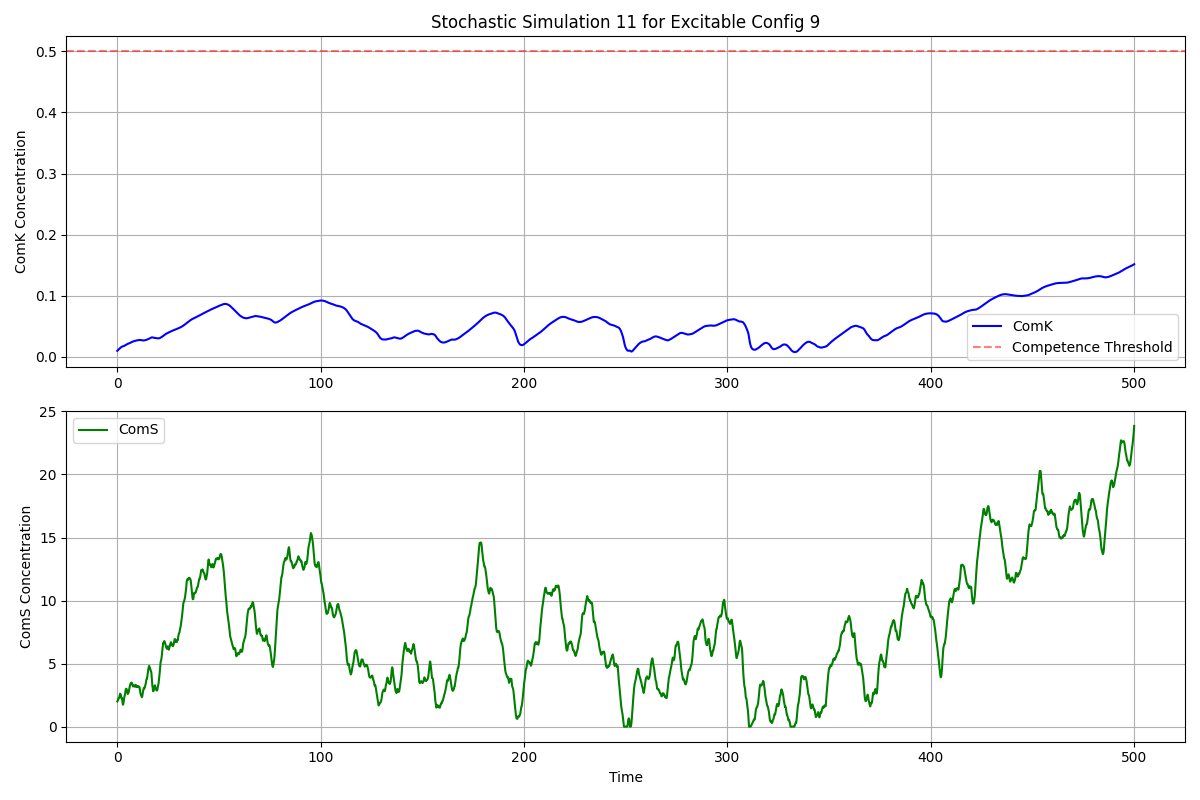 Stochastic Simulation 11 for Excitable Config 9
ComK Concentration
0.5
0.4
0.3
0.2
0.1
0.0
ComK
Competence Threshold
0 100 200 300 400 500
ComS Concentration
25
20
15
10
5
0
ComS
0 100 200 300 400 500
Time